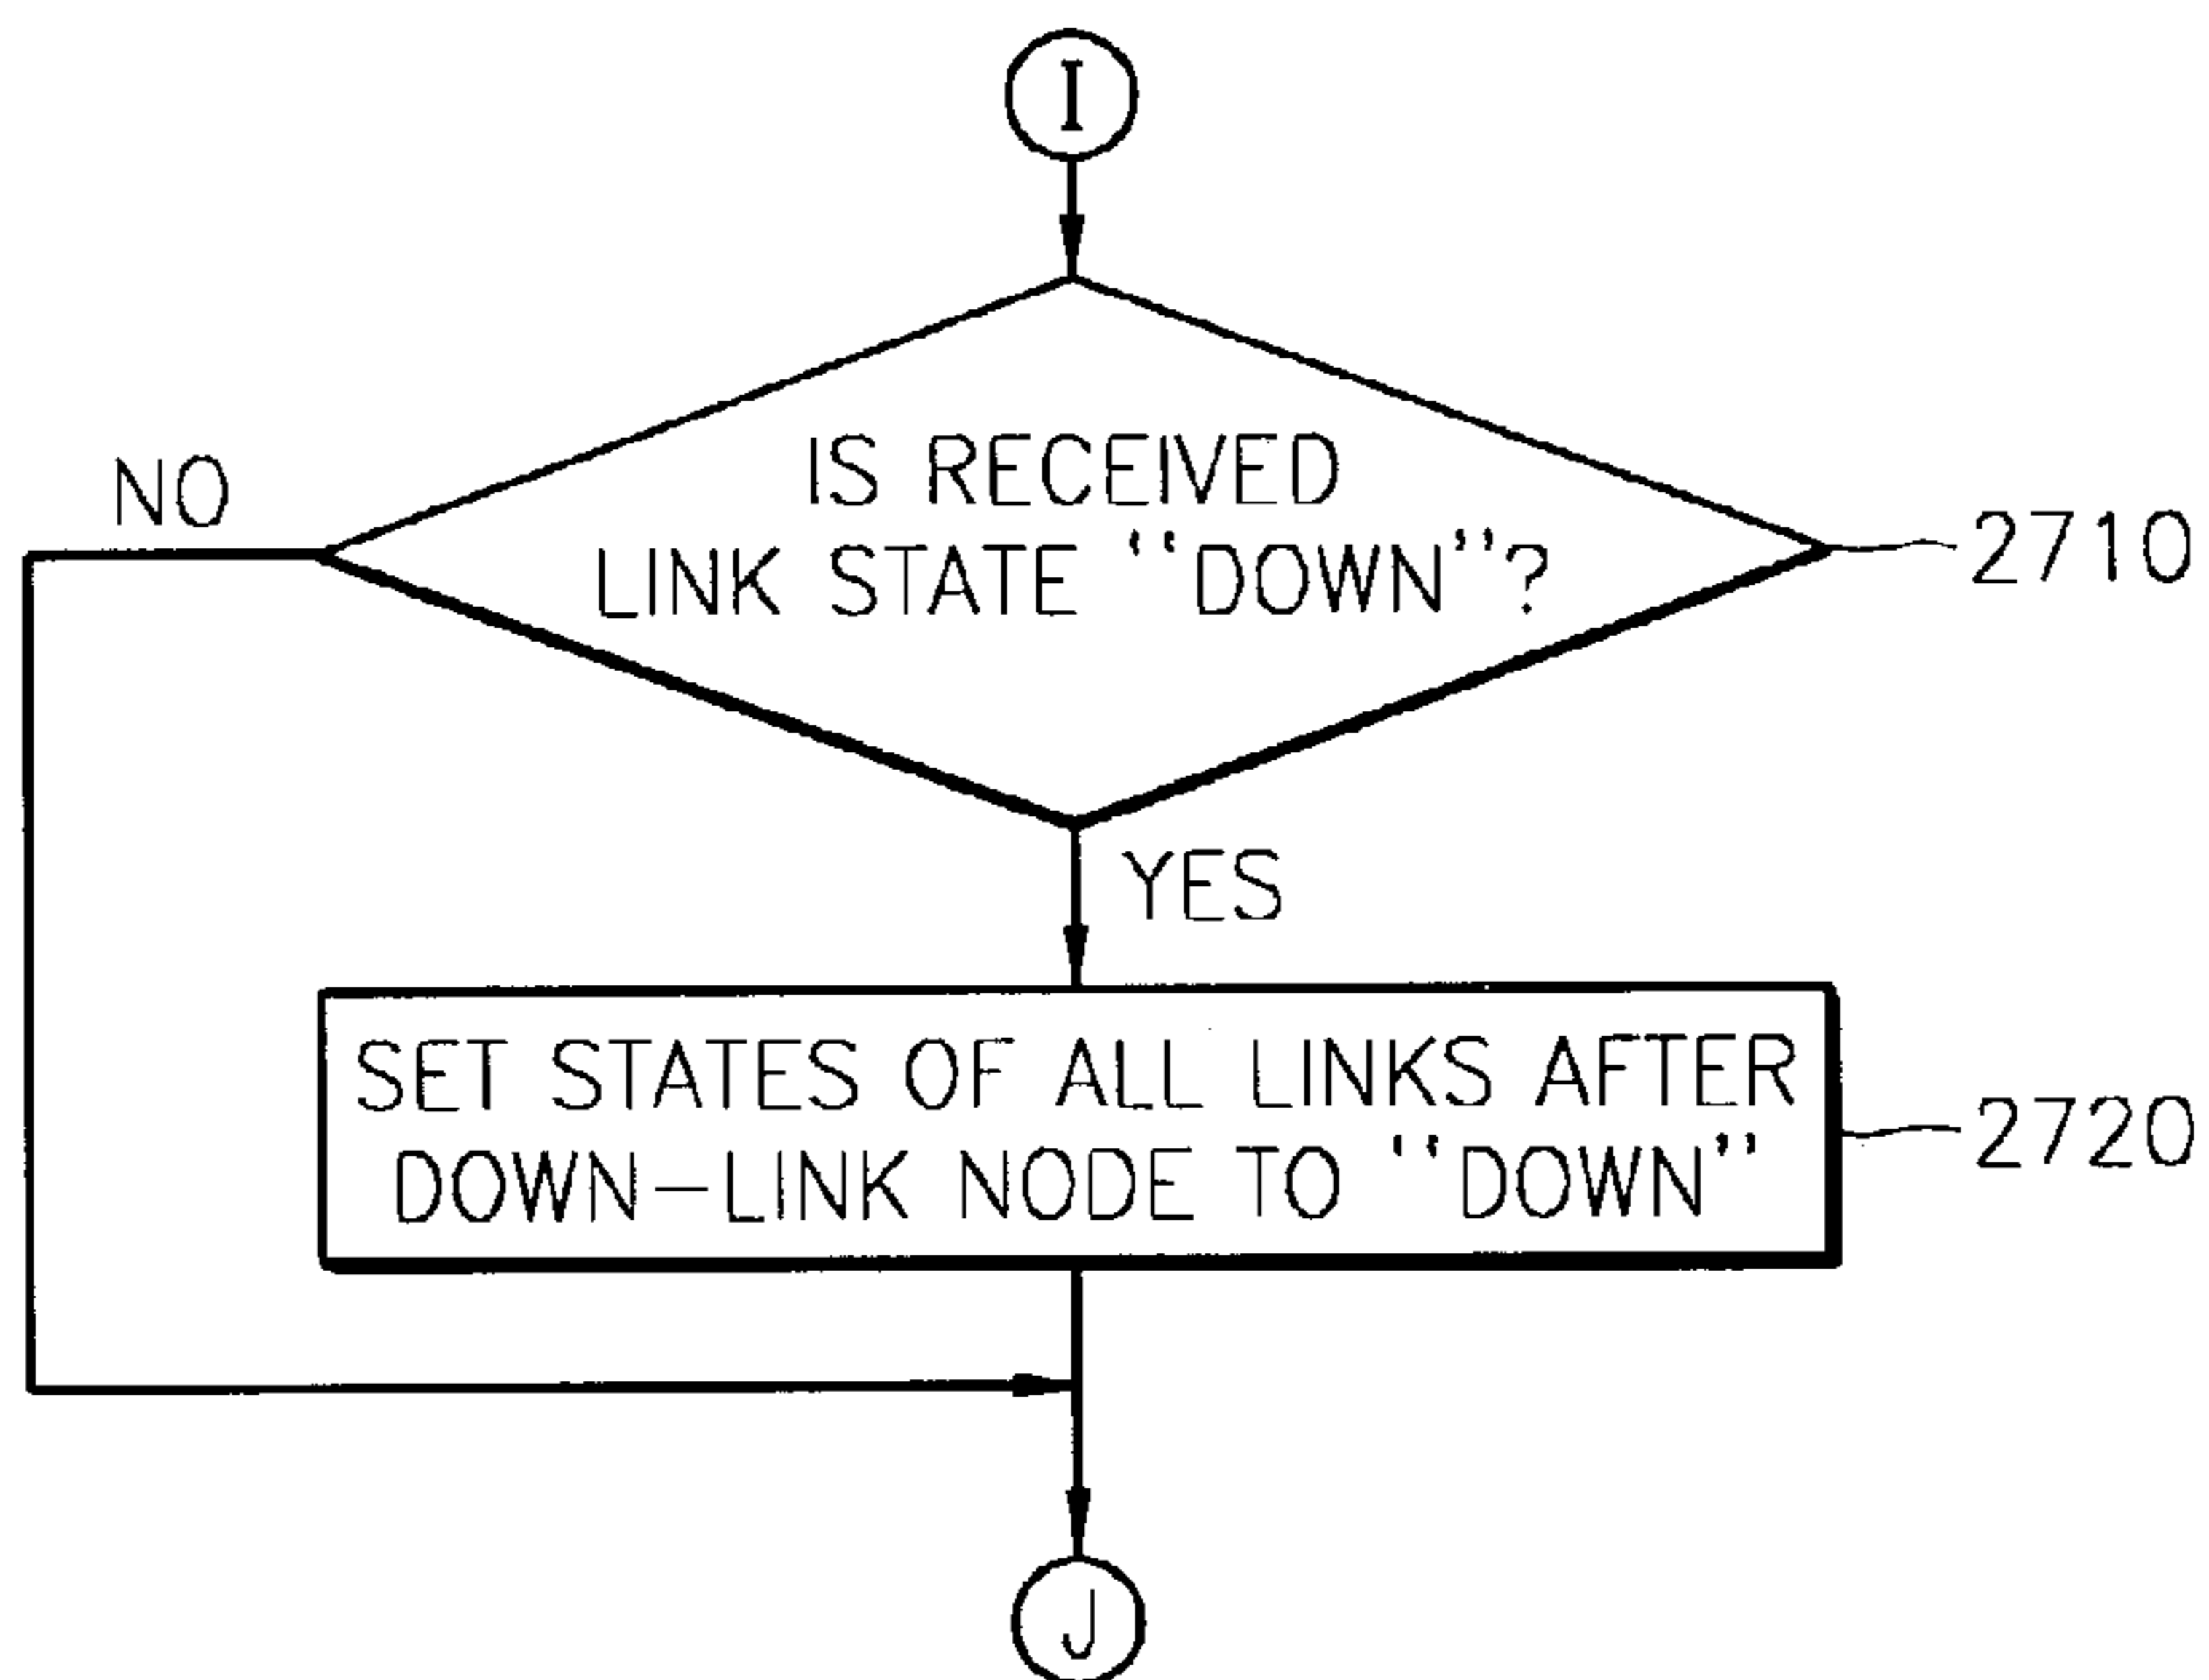 I
IS RECEIVED
LINK STATE “DOWN”?
NO
2710
YES
SET STATES OF ALL LINKS AFTER
DOWN–LINK NODE TO “DOWN”
2720
J